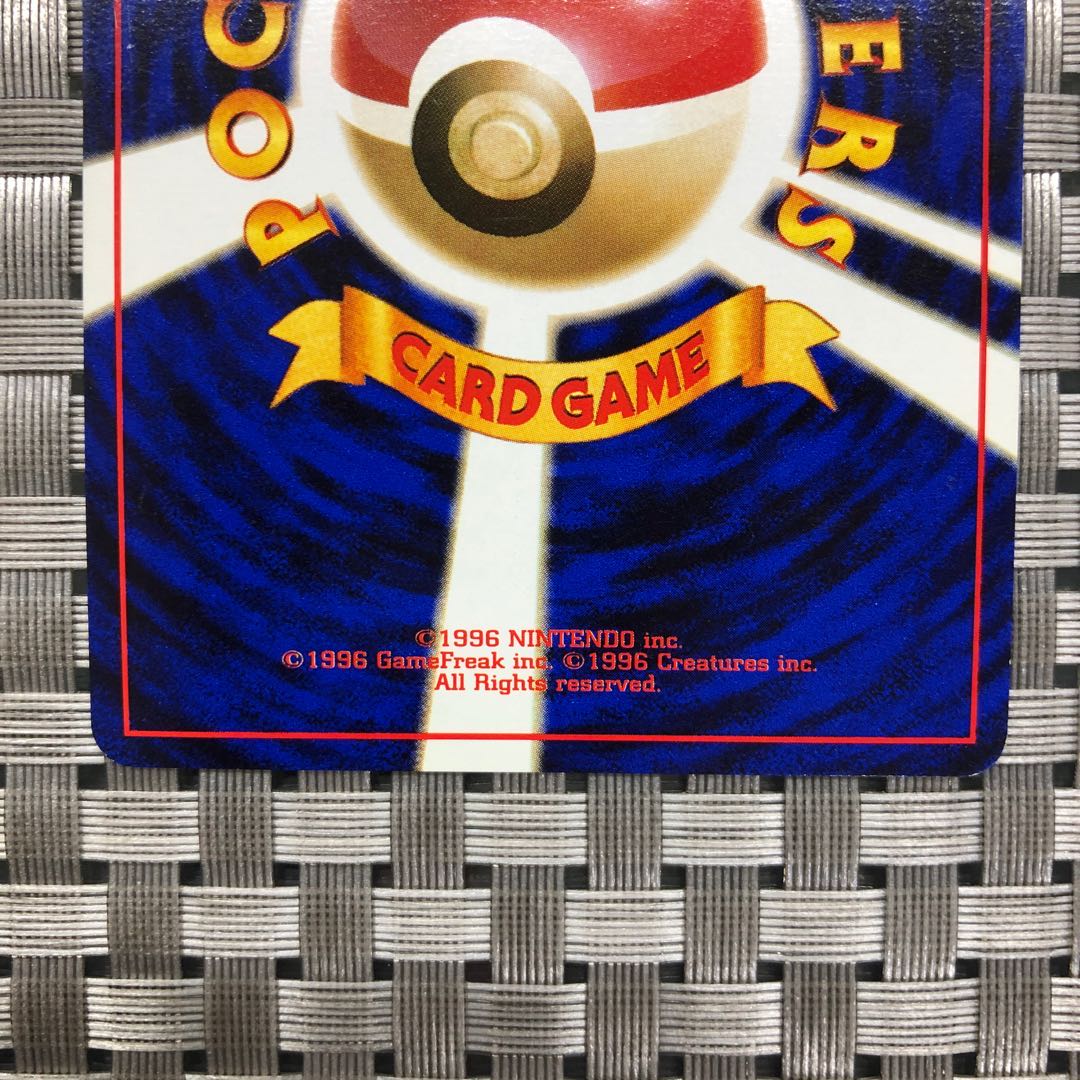 POC
ERS
CARD GAME
©1996 NINTENDO inc.
©1996 GameFreak inc. ©1996 Creatures inc.
All Rights reserved.